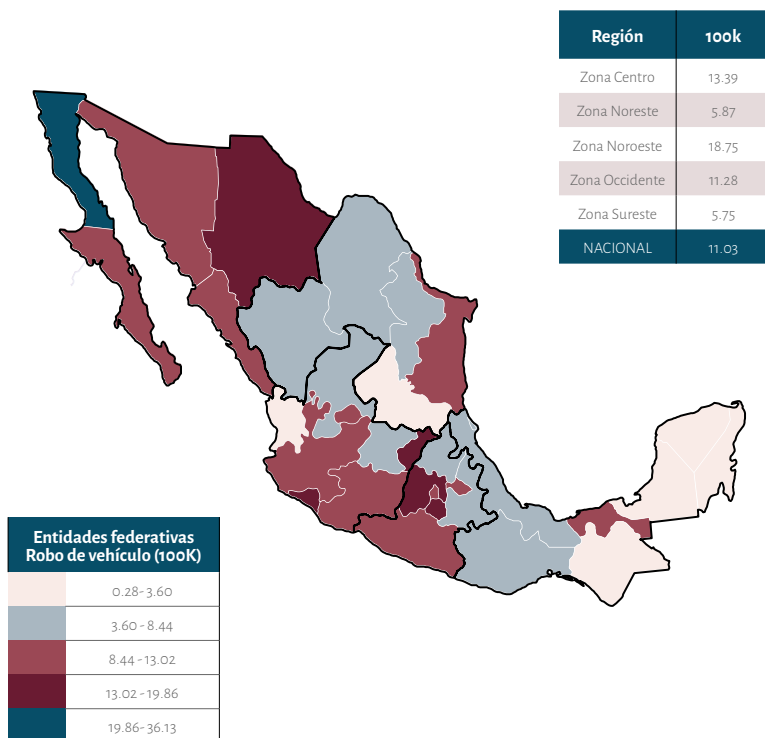 Región 100k
Zona Centro 13.39
Zona Noreste 5.87
Zona Noroeste 18.75
Zona Occidente 11.28
Zona Sureste 5.75
NACIONAL 11.03
Entidades federativas
Robo de vehículo (100K)
0.28-3.60
3.60 - 8.44
8.44 - 13.02
13.02 - 19.86
19.86-36.13